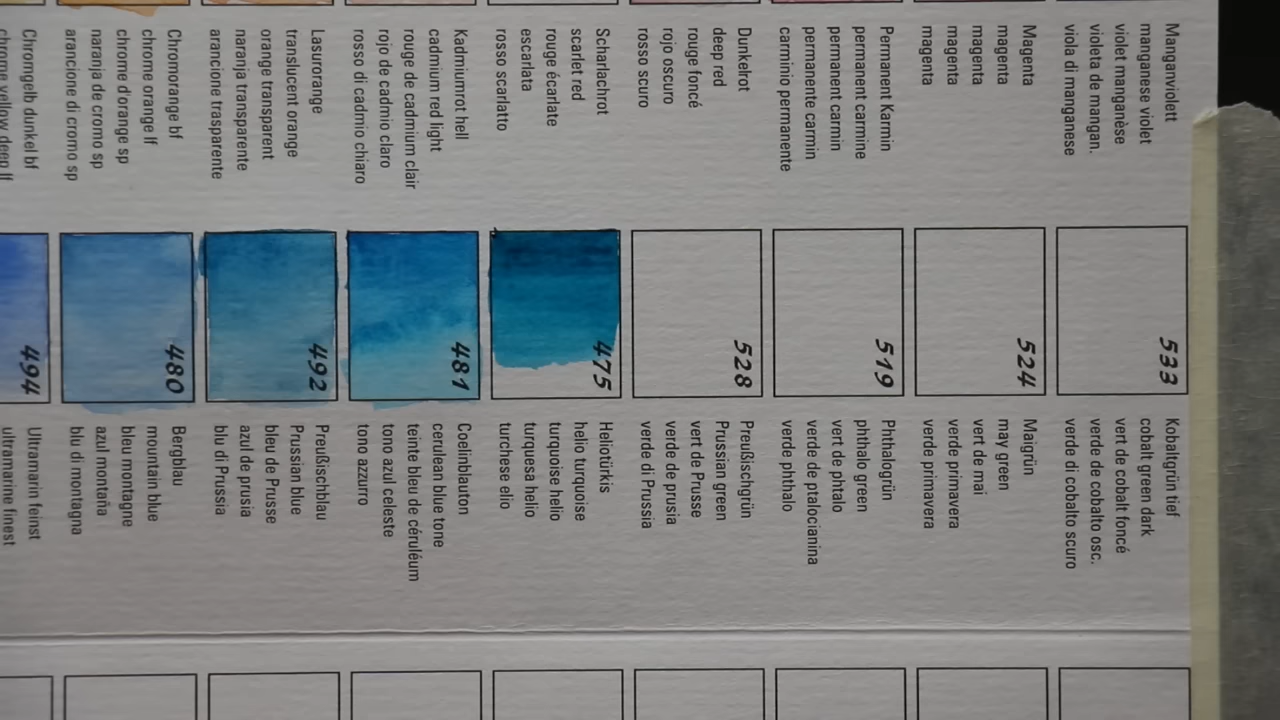 Manganviolett
manganese violet
violet manganèse
violeta de mangan.
viola di manganese
533
Kobaltgrün tief
cobalt green dark
vert de cobalt foncé
verde de cobalto osc.
verde di cobalto scuro
Magenta
magenta
magenta
magenta
magenta
524
Maigrün
may green
vert de mai
verde primavera
verde primavera
Permanent Karmin
permanent carmine
permanent carmin
permanente carmin
carminio permanente
519
Phthalogrün
phthalo green
vert de phtalo
verde de ptalocianina
verde phthalo
Dunkelrot
deep red
rouge foncé
rojo oscuro
rosso scuro
528
Preußischgrün
Prussian green
vert de Prusse
verde de prusia
verde di Prussia
Scharlachrot
scarlet red
rouge écarlate
escarlata
rosso scarlatto
475
Heliotürkis
helio turquoise
turquoise helio
turquesa helio
turchese elio
Kadmiumrot hell
cadmium red light
rouge de cadmium clair
rojo de cadmio claro
rosso di cadmio chiaro
481
Coelinblauton
cerulean blue tone
teinte bleu de céruléum
tono azul celeste
tono azzurro
Lasurorange
translucent orange
orange transparent
naranja transparente
arancione trasparente
492
Preußischblau
Prussian blue
bleu de Prusse
azul de prusia
blu di Prussia
Chromorange bf
chrome orange lf
chrome d'orange sp
naranja de cromo sp
arancione di cromo sp
480
Bergblau
mountain blue
bleu montagne
azul montaña
blu di montagna
Chromgelb dunkel bf
chrome yellow deep lf
494
Ultramarin feinst
ultramarine finest